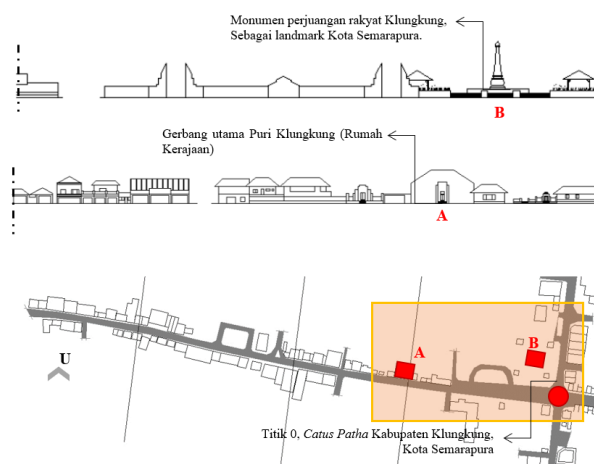 Monumen perjuangan rakyat Klungkung,
Sebagai landmark Kota Semarapura.
B
Gerbang utama Puri Klungkung (Rumah
Kerajaan)
A
U
A
B
Titik 0, Catus Patha Kabupaten Klungkung,
Kota Semarapura